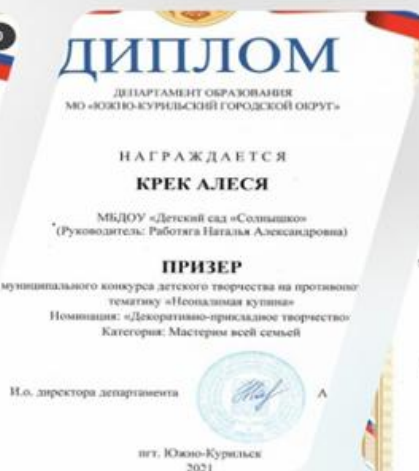 ДИПЛОМ
ДЕПАРТАМЕНТ ОБРАЗОВАНИЯ
МО «ЮЖНО-КУРИЛЬСКИЙ ГОРОДСКОЙ ОКРУГ»
НАГРАЖДАЕТСЯ
КРЕК АЛЕСЯ
МБДОУ «Детский сад «Солнышко»
(Руководитель: Работяга Наталья Александровна)
ПРИЗЕР
муниципального конкурса детского творчества на противопо
тематику «Неопалимая купина»
Номинация: «Декоративно-прикладное творчество»
Категория: Мастерим всей семьей
И.о. директора департамента А
пгт. Южно-Курильск
2021